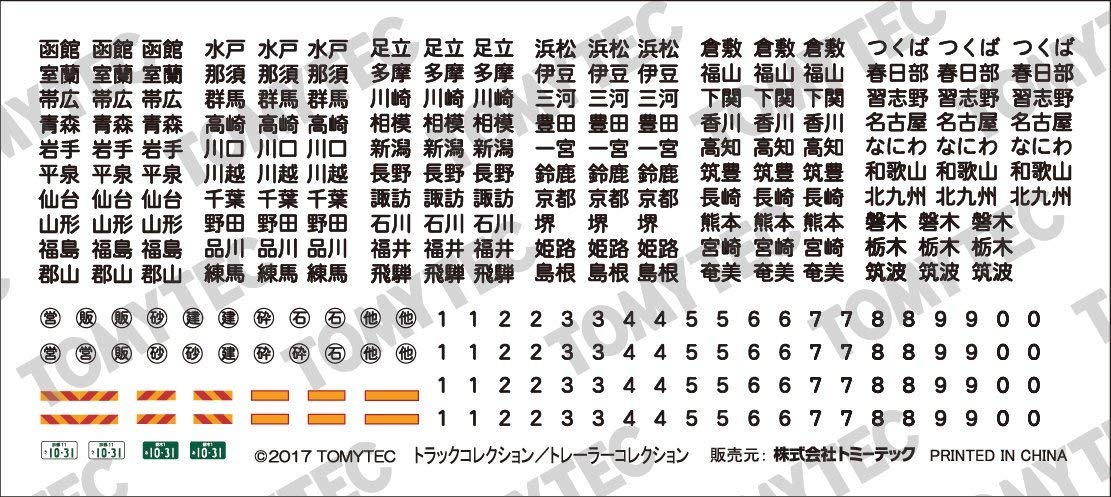 函館 函館 函館 水戸 水戸 水戸 足立 足立 足立 浜松 浜松 浜松 倉敷 倉敷 倉敷 つくば つくば つくば
室蘭 室蘭 室蘭 那須 那須 那須 多摩 多摩 多摩 伊豆 伊豆 伊豆 福山 福山 福山 春日部 春日部 春日部
帯広 帯広 帯広 群馬 群馬 群馬 川崎 川崎 川崎 三河 三河 三河 下関 下関 下関 習志野 習志野 習志野
青森 青森 青森 高崎 高崎 高崎 相模 相模 相模 豊田 豊田 豊田 香川 香川 香川 名古屋 名古屋 名古屋
岩手 岩手 岩手 川口 川口 川口 新潟 新潟 新潟 一宮 一宮 一宮 高知 高知 高知 なにわ なにわ なにわ
平泉 平泉 平泉 川越 川越 川越 長野 長野 長野 鈴鹿 鈴鹿 鈴鹿 筑豊 筑豊 筑豊 和歌山 和歌山 和歌山
仙台 仙台 仙台 千葉 千葉 千葉 諏訪 諏訪 諏訪 京都 京都 京都 長崎 長崎 長崎 北九州 北九州 北九州
山形 山形 山形 野田 野田 野田 石川 石川 石川 堺 堺 堺 熊本 熊本 熊本 磐木 磐木 磐木
福島 福島 福島 品川 品川 品川 福井 福井 福井 姫路 姫路 姫路 宮崎 宮崎 宮崎 栃木 栃木 栃木
郡山 郡山 郡山 練馬 練馬 練馬 飛騨 飛騨 飛騨 島根 島根 島根 奄美 奄美 奄美 筑波 筑波 筑波
営 販 販 砂 建 建 砕 石 石 他 他 1 1 2 2 3 3 4 4 5 5 6 6 7 7 8 8 9 9 0 0
営 営 販 砂 砂 建 砕 砕 石 他 他 1 1 2 2 3 3 4 4 5 5 6 6 7 7 8 8 9 9 0 0
1 1 2 2 3 3 4 4 5 5 6 6 7 7 8 8 9 9 0 0
1 1 2 2 3 3 4 4 5 5 6 6 7 7 8 8 9 9 0 0
10-31 10-31 10-31 10-31
©2017 TOMYTEC トラックコレクション/トレーラーコレクション 販売元: 株式会社トミーテック PRINTED IN CHINA
TOMYTEC